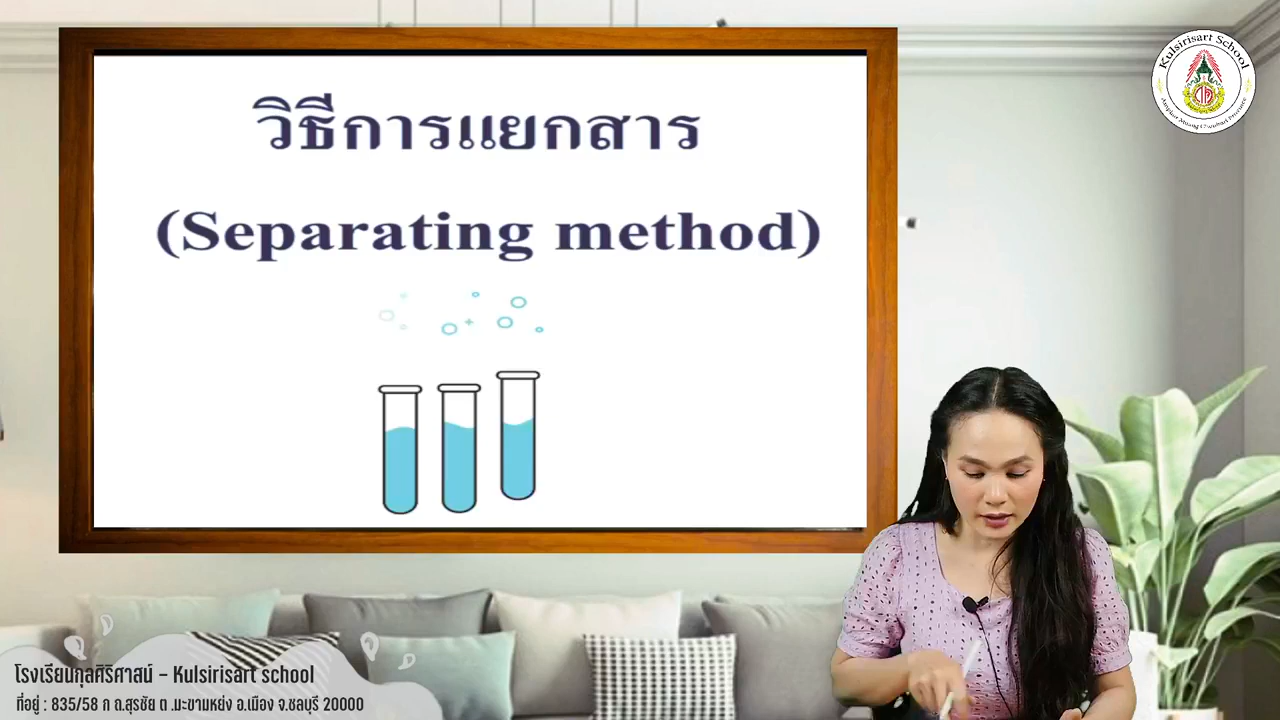 วิธีการแยกสาร
(Separating method)
Kulsirisart School
โรงเรียนกุลศิริศาสน์ - Kulsirisart school
ที่อยู่ : 835/58 ก ถ.สุรชัย ต .มะขามหย่ง อ.เมือง จ.ชลบุรี 20000